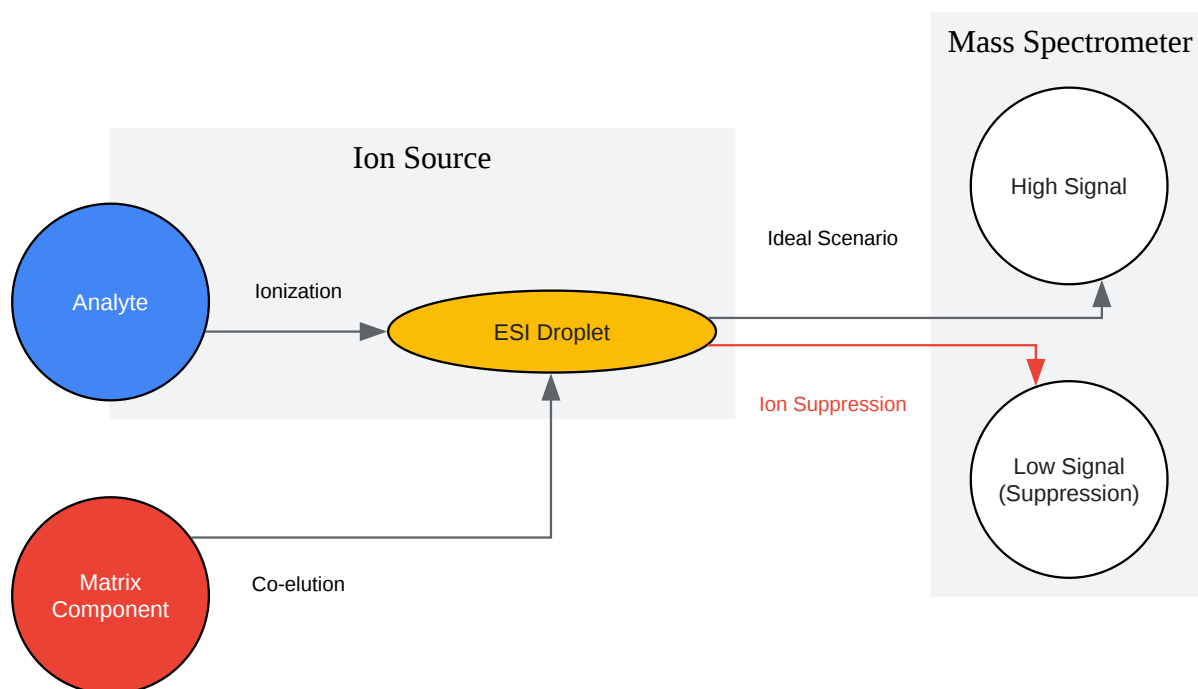 Mass Spectrometer
Ion Source
High Signal
Ideal Scenario
Analyte
Ionization
ESI Droplet
Ion Suppression
Low Signal
(Suppression)
Matrix
Component
Co-elution